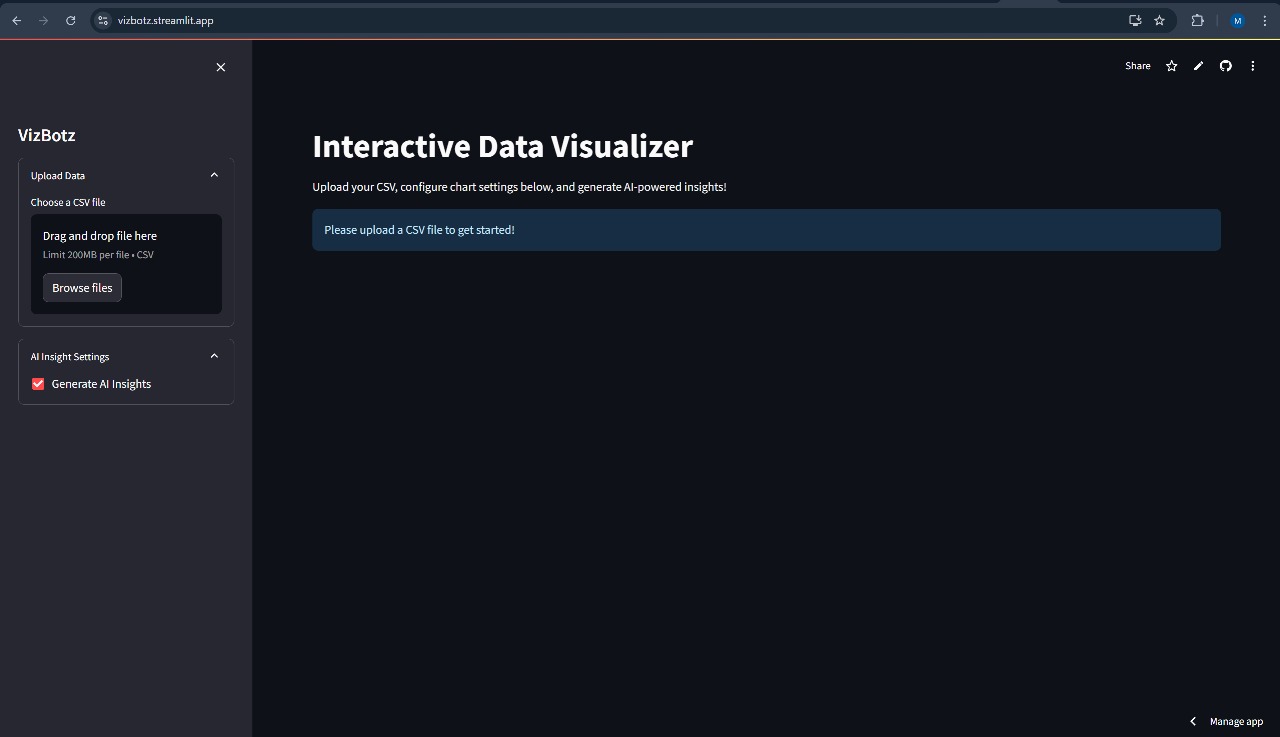 vizbotz.streamlit.app
M
Share
VizBotz
Upload Data
Choose a CSV file
Drag and drop file here
Limit 200MB per file • CSV
Browse files
AI Insight Settings
Generate AI Insights
Interactive Data Visualizer
Upload your CSV, configure chart settings below, and generate AI-powered insights!
Please upload a CSV file to get started!
Manage app